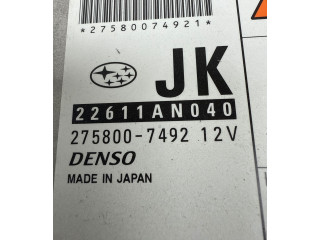 *27580074921*
JK
22611AN040
275800-7492 12V
DENSO
MADE IN JAPAN